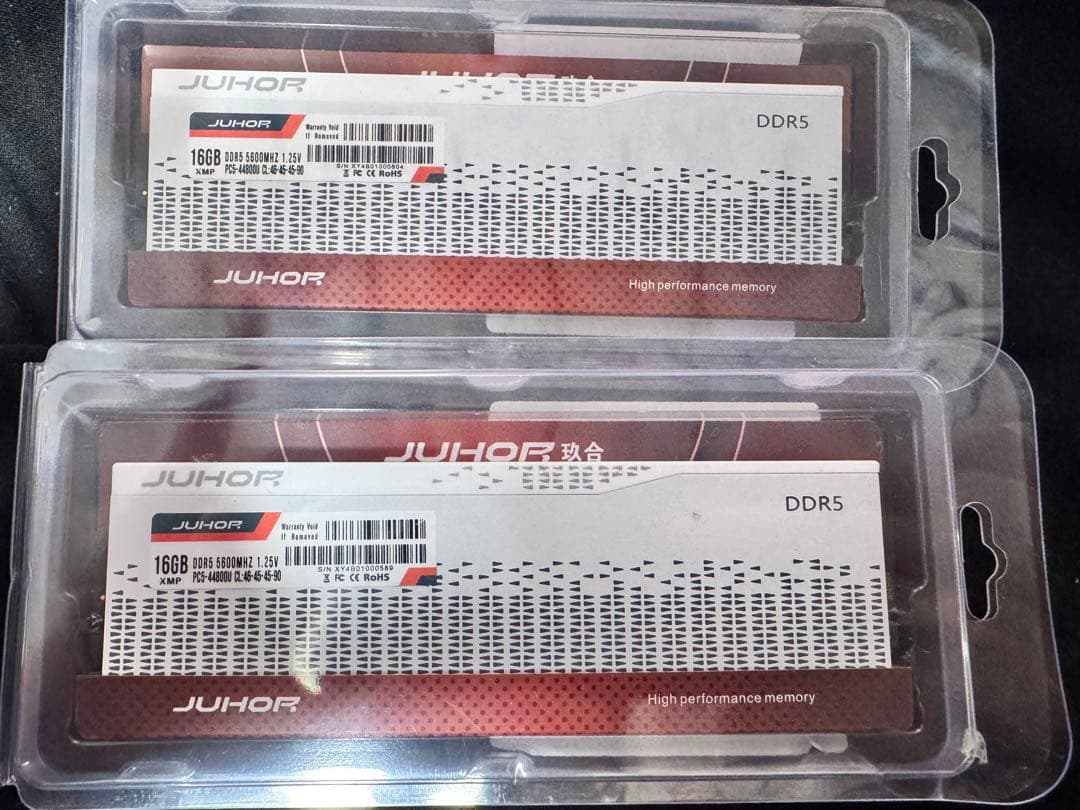 JUHOR 玖合
JUHOR
DDR5
JUHOR
Warranty Void
If Removed
16GB DDR5 5600MHZ 1.25V
XMP PC5-44800U CL:46-45-45-90
S/N XY4B01000604
FC CE RoHS
JUHOR
High performance memory
JUHOR 玖合
JUHOR
DDR5
JUHOR
Warranty Void
If Removed
16GB DDR5 5600MHZ 1.25V
XMP PC5-44800U CL:46-45-45-90
S/N XY4B01000589
FC CE RoHS
JUHOR
High performance memory